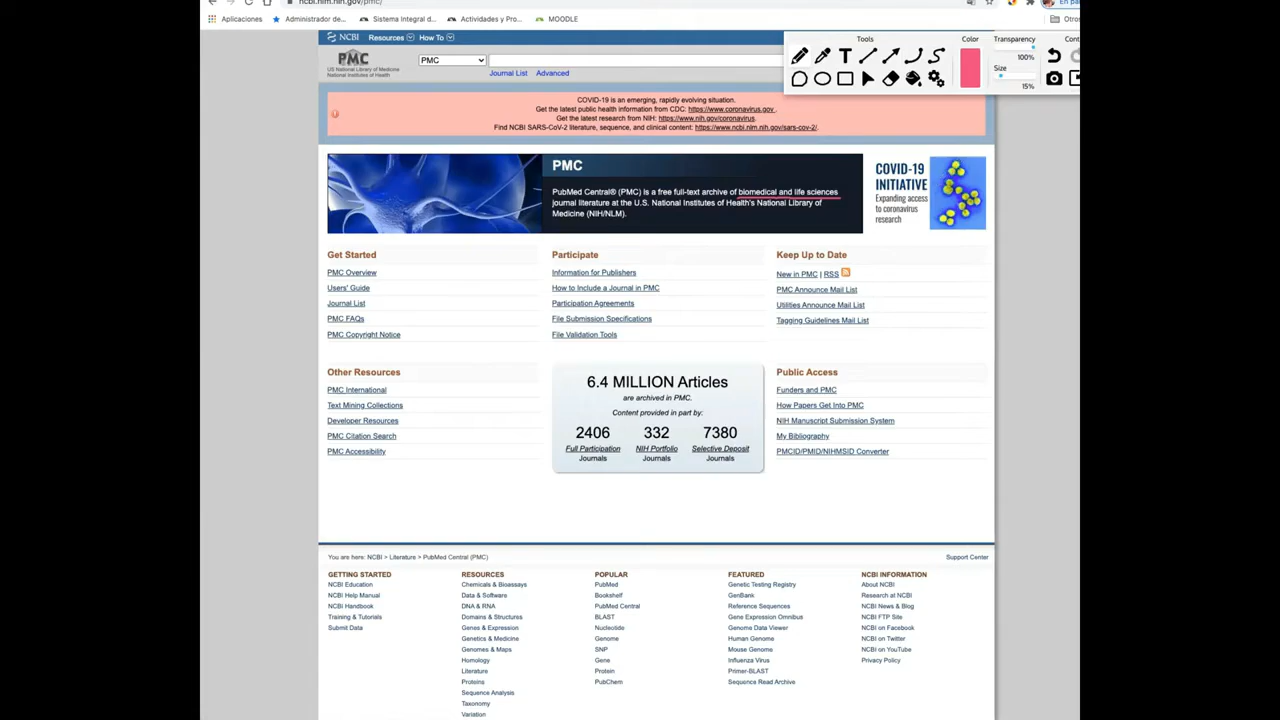 ncbi.nlm.nih.gov/pmc/
En pa
Aplicaciones
Administrador de...
Sistema Integral d...
Actividades y Pro...
MOODLE
Otros
NCBI Resources How To
PMC
US National Library of Medicine
National Institutes of Health
PMC
Journal List Advanced
Tools
Color
Transparency
100%
Size
15%
Cont
COVID-19 is an emerging, rapidly evolving situation.
Get the latest public health information from CDC: https://www.coronavirus.gov .
Get the latest research from NIH: https://www.nih.gov/coronavirus.
Find NCBI SARS-CoV-2 literature, sequence, and clinical content: https://www.ncbi.nlm.nih.gov/sars-cov-2/.
PMC
PubMed Central® (PMC) is a free full-text archive of biomedical and life sciences
journal literature at the U.S. National Institutes of Health's National Library of
Medicine (NIH/NLM).
COVID-19
INITIATIVE
Expanding access
to coronavirus
research
Get Started
PMC Overview
Users' Guide
Journal List
PMC FAQs
PMC Copyright Notice
Participate
Information for Publishers
How to Include a Journal in PMC
Participation Agreements
File Submission Specifications
File Validation Tools
Keep Up to Date
New in PMC | RSS
PMC Announce Mail List
Utilities Announce Mail List
Tagging Guidelines Mail List
Other Resources
PMC International
Text Mining Collections
Developer Resources
PMC Citation Search
PMC Accessibility
6.4 MILLION Articles
are archived in PMC.
Content provided in part by:
2406 332 7380
Full Participation NIH Portfolio Selective Deposit
Journals Journals Journals
Public Access
Funders and PMC
How Papers Get Into PMC
NIH Manuscript Submission System
My Bibliography
PMCID/PMID/NIHMSID Converter
You are here: NCBI > Literature > PubMed Central (PMC)
Support Center
GETTING STARTED
NCBI Education
NCBI Help Manual
NCBI Handbook
Training & Tutorials
Submit Data
RESOURCES
Chemicals & Bioassays
Data & Software
DNA & RNA
Domains & Structures
Genes & Expression
Genetics & Medicine
Genomes & Maps
Homology
Literature
Proteins
Sequence Analysis
Taxonomy
Variation
POPULAR
PubMed
Bookshelf
PubMed Central
BLAST
Nucleotide
Genome
SNP
Gene
Protein
PubChem
FEATURED
Genetic Testing Registry
GenBank
Reference Sequences
Gene Expression Omnibus
Genome Data Viewer
Human Genome
Mouse Genome
Influenza Virus
Primer-BLAST
Sequence Read Archive
NCBI INFORMATION
About NCBI
Research at NCBI
NCBI News & Blog
NCBI FTP Site
NCBI on Facebook
NCBI on Twitter
NCBI on YouTube
Privacy Policy